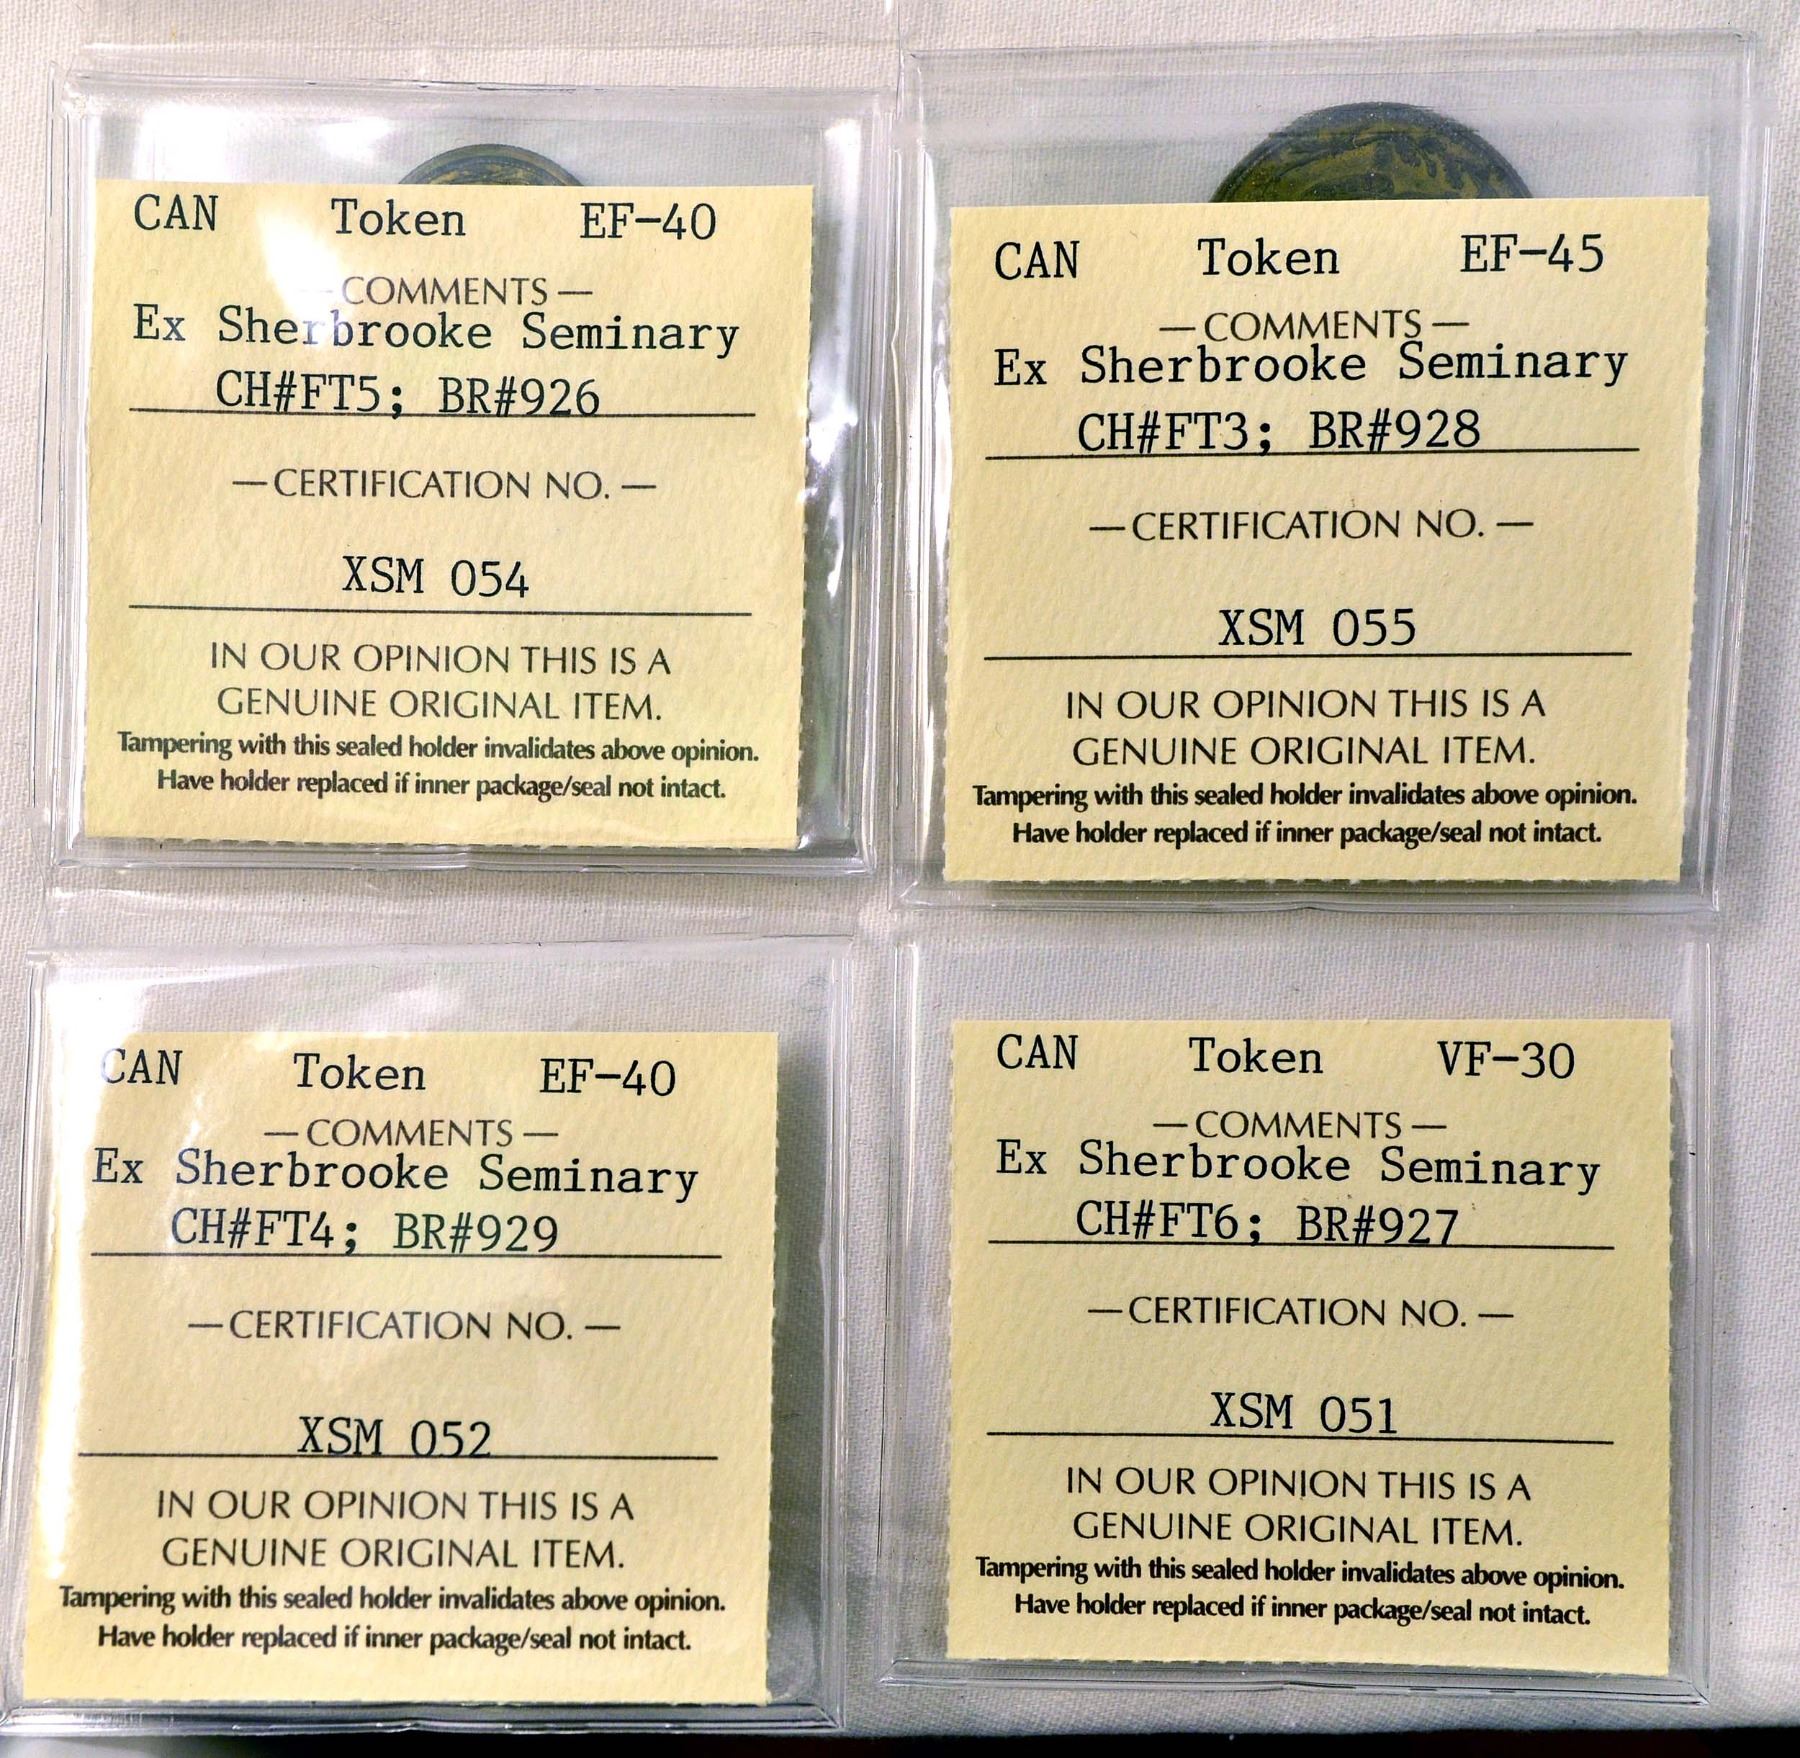 CAN Token EF-40
—COMMENTS—
Ex Sherbrooke Seminary
CH#FT5; BR#926
—CERTIFICATION NO.—
XSM 054
IN OUR OPINION THIS IS A
GENUINE ORIGINAL ITEM.
Tampering with this sealed holder invalidates above opinion.
Have holder replaced if inner package/seal not intact.
CAN Token EF-45
—COMMENTS—
Ex Sherbrooke Seminary
CH#FT3; BR#928
—CERTIFICATION NO.—
XSM 055
IN OUR OPINION THIS IS A
GENUINE ORIGINAL ITEM.
Tampering with this sealed holder invalidates above opinion.
Have holder replaced if inner package/seal not intact.
CAN Token EF-40
—COMMENTS—
Ex Sherbrooke Seminary
CH#FT4; BR#929
—CERTIFICATION NO.—
XSM 052
IN OUR OPINION THIS IS A
GENUINE ORIGINAL ITEM.
Tampering with this sealed holder invalidates above opinion.
Have holder replaced if inner package/seal not intact.
CAN Token VF-30
—COMMENTS—
Ex Sherbrooke Seminary
CH#FT6; BR#927
—CERTIFICATION NO.—
XSM 051
IN OUR OPINION THIS IS A
GENUINE ORIGINAL ITEM.
Tampering with this sealed holder invalidates above opinion.
Have holder replaced if inner package/seal not intact.